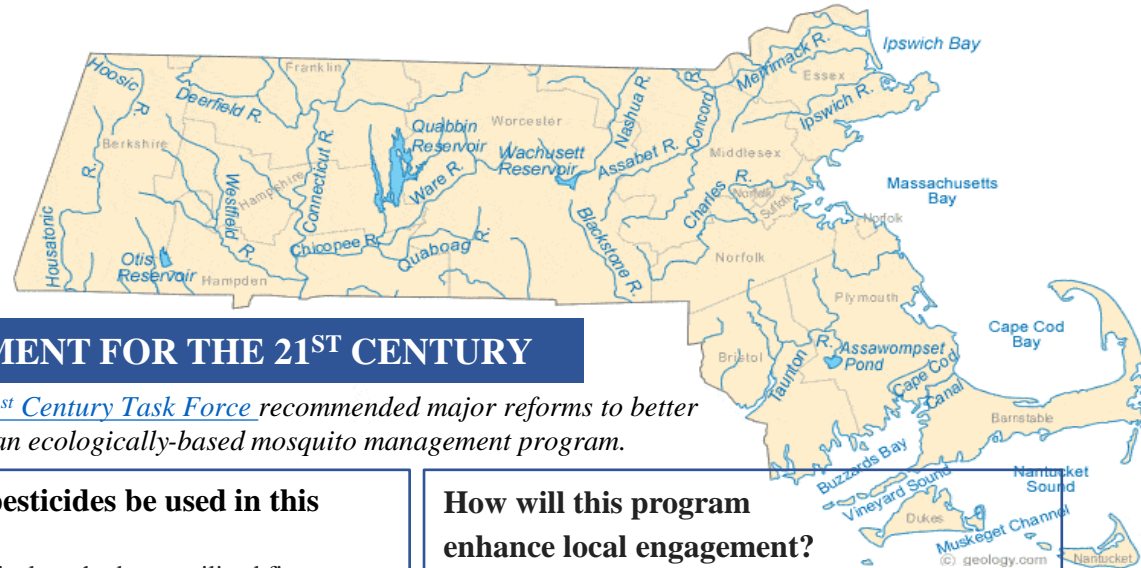 Ipswich Bay
Merrimack R.
Essex
Franklin
Hoosic
R.
Deerfield R.
Nashua R.
R.
Concord
Ipswich R.
Quabbin
Reservoir
Worcester
Berkshire
Connecticut R.
Wachusett
Reservoir
Assabet R.
Middlesex
R.
Westfield
R.
Hampshire
Ware R.
Charles R.
Norfolk
Suffolk
Massachusetts
Bay
Norfolk
Housatonic
Chicopee R.
Quaboag R.
Blackstone R.
Otis
Reservoir
Hampden
Norfolk
Plymouth
Cape Cod
Bay
MENT FOR THE 21ST CENTURY
Bristol
Taunton R.
Assawompset
Pond
Cape Cod
Canal
st Century Task Force recommended major reforms to better
an ecologically-based mosquito management program.
Barnstable
Buzzards Bay
Vineyard Sound
Nantucket
Sound
pesticides be used in this
How will this program
enhance local engagement?
Dukes
Muskeget Channel
© geology.com
Nantucket